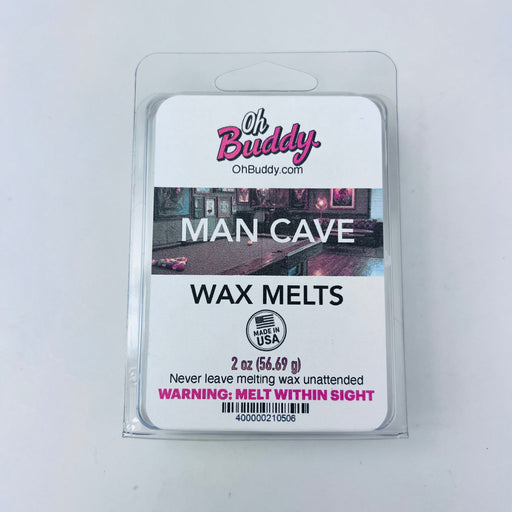 Oh
Buddy.
OhBuddy.com
MAN CAVE
WAX MELTS
MADE IN
USA
2 oz (56.69 g)
Never leave melting wax unattended
WARNING: MELT WITHIN SIGHT
400000210506